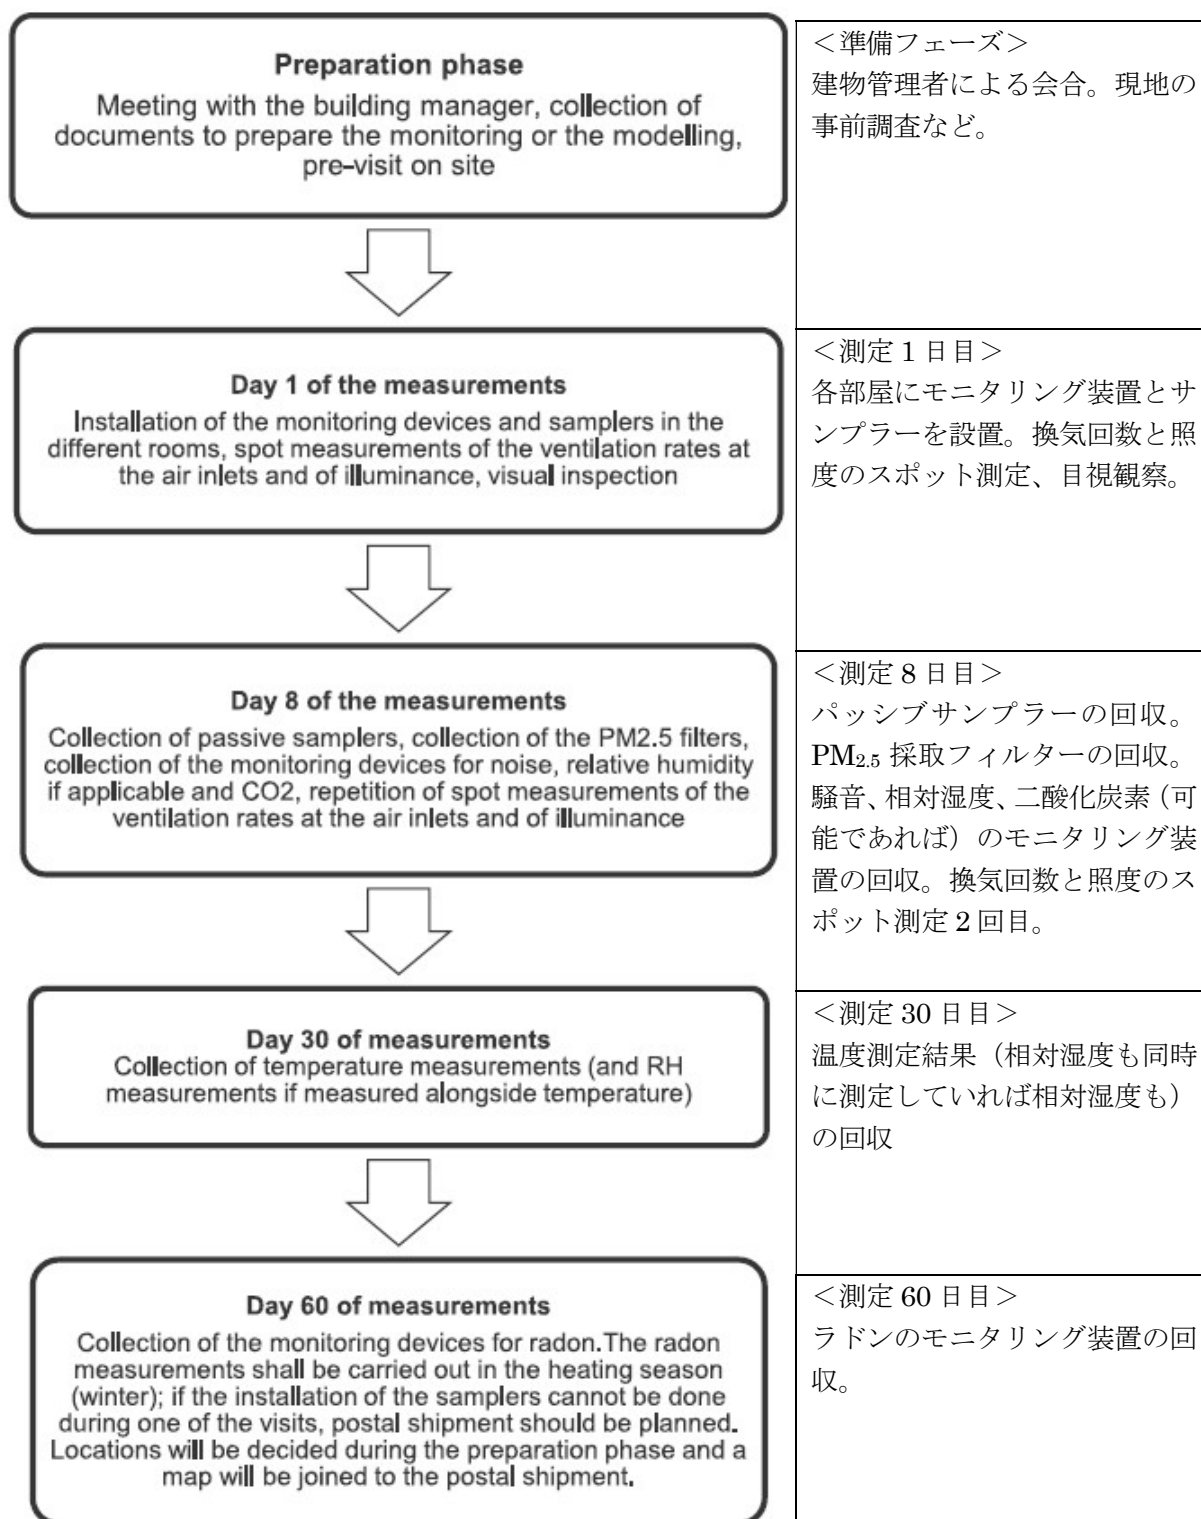 Preparation phase
Meeting with the building manager, collection of
documents to prepare the monitoring or the modelling,
pre-visit on site
＜準備フェーズ＞
建物管理者による会合。現地の
事前調査など。
Day 1 of the measurements
Installation of the monitoring devices and samplers in the
different rooms, spot measurements of the ventilation rates at
the air inlets and of illuminance, visual inspection
＜測定 1 日目＞
各部屋にモニタリング装置とサ
ンプラーを設置。換気回数と照
度のスポット測定、目視観察。
Day 8 of the measurements
Collection of passive samplers, collection of the PM2.5 filters,
collection of the monitoring devices for noise, relative humidity
if applicable and CO2, repetition of spot measurements of the
ventilation rates at the air inlets and of illuminance
＜測定 8 日目＞
パッシブサンプラーの回収。
PM2.5 採取フィルターの回収。
騒音、相対湿度、二酸化炭素（可
能であれば）のモニタリング装
置の回収。換気回数と照度のス
ポット測定 2 回目。
Day 30 of measurements
Collection of temperature measurements (and RH
measurements if measured alongside temperature)
＜測定 30 日目＞
温度測定結果（相対湿度も同時
に測定していれば相対湿度も）
の回収
Day 60 of measurements
Collection of the monitoring devices for radon.The radon
measurements shall be carried out in the heating season
(winter); if the installation of the samplers cannot be done
during one of the visits, postal shipment should be planned.
Locations will be decided during the preparation phase and a
map will be joined to the postal shipment.
＜測定 60 日目＞
ラドンのモニタリング装置の回
収。